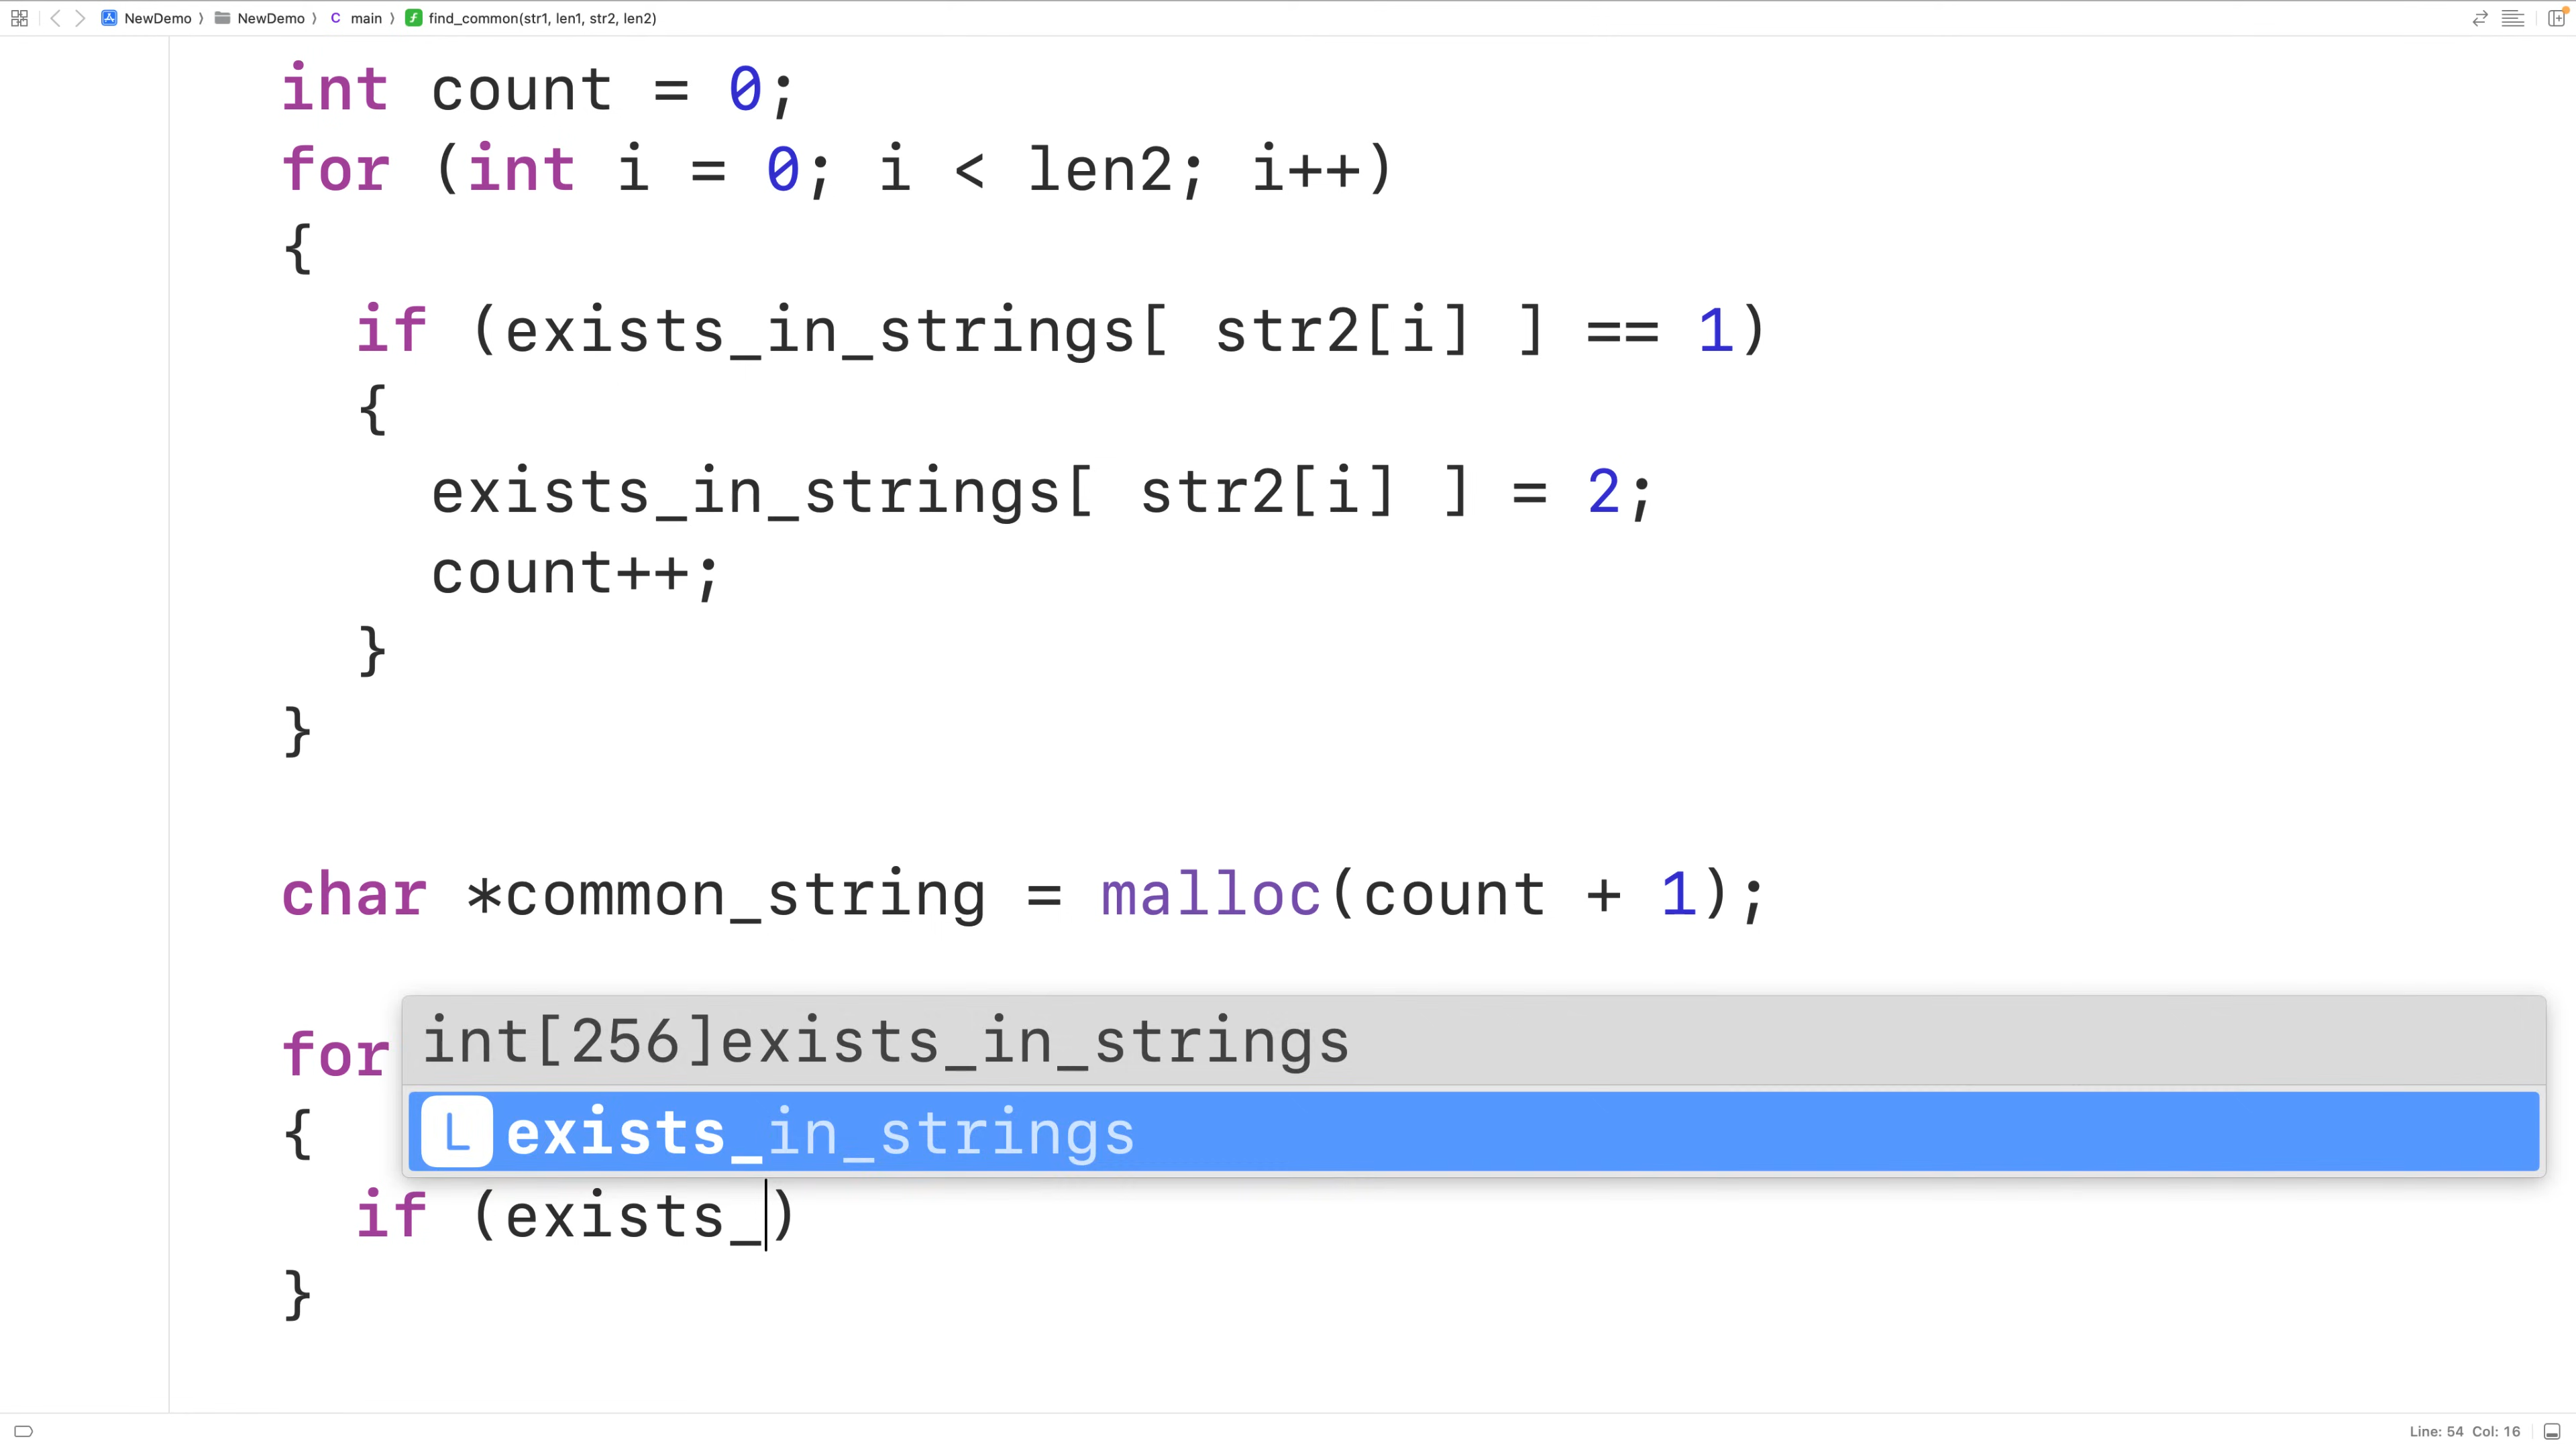 NewDemo 〉 NewDemo 〉 C main 〉 f find_common(str1, len1, str2, len2)
int count = 0;
for (int i = 0; i < len2; i++)
{
if (exists_in_strings[ str2[i] ] == 1)
{
exists_in_strings[ str2[i] ] = 2;
count++;
}
}
char *common_string = malloc(count + 1);
int[256]exists_in_strings
for
L exists_in_strings
{
if (exists_)
}
Line: 54 Col: 16